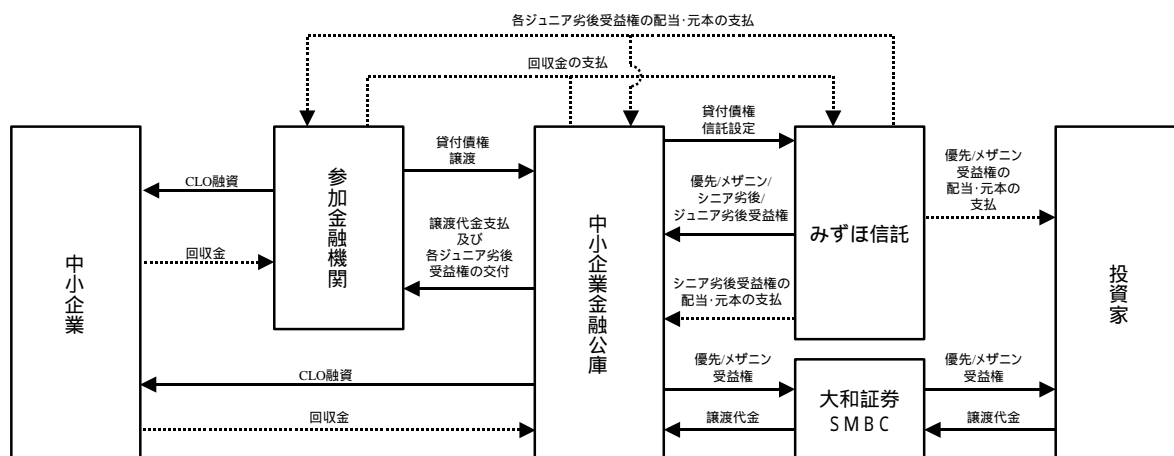 各ジュニア劣後受益権の配当･元本の支払
回収金の支払
中小企業
CLO融資
回収金
参加金融機関
貸付債権
譲渡
譲渡代金支払
及び
各ジュニア劣後
受益権の交付
CLO融資
回収金
中小企業金融公庫
貸付債権
信託設定
優先/メザニン/
シニア劣後/
ジュニア劣後受益権
シニア劣後受益権の
配当･元本の支払
優先/メザニン
受益権
譲渡代金
みずほ信託
大和証券
ＳＭＢＣ
優先/メザニン
受益権の
配当･元本の
支払
優先/メザニン
受益権
譲渡代金
投資家